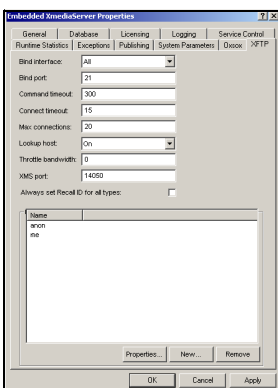 Embedded XmediaServer Properties
General Database Licensing Logging Service Control
Runtime Statistics Exceptions Publishing System Parameters Oxsox XFTP
Bind interface: All
Bind port: 21
Command timeout: 300
Connect timeout: 15
Max connections: 20
Lookup host: On
Throttle bandwidth: 0
XMS port: 14050
Always set Recall ID for all types:
Name
anon
me
Properties... New... Remove
OK Cancel Apply